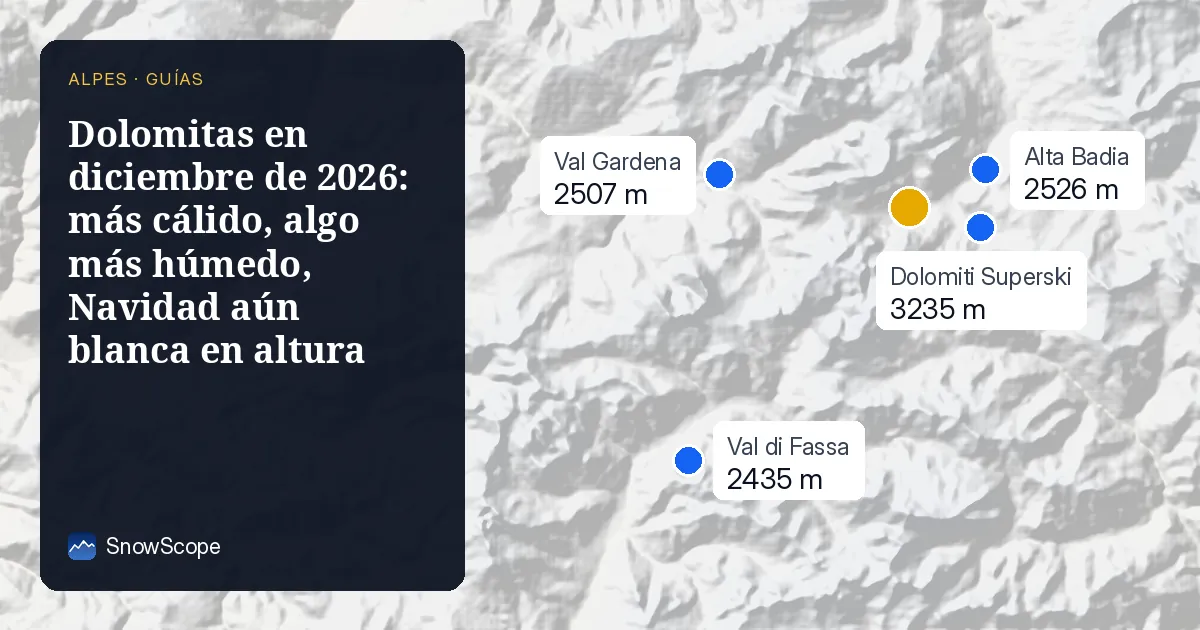 ALPES · GUÍAS
Dolomitas en
diciembre de 2026:
más cálido, algo
más húmedo,
Navidad aún
blanca en altura
SnowScope
Val Gardena
2507 m
Alta Badia
2526 m
Dolomiti Superski
3235 m
Val di Fassa
2435 m